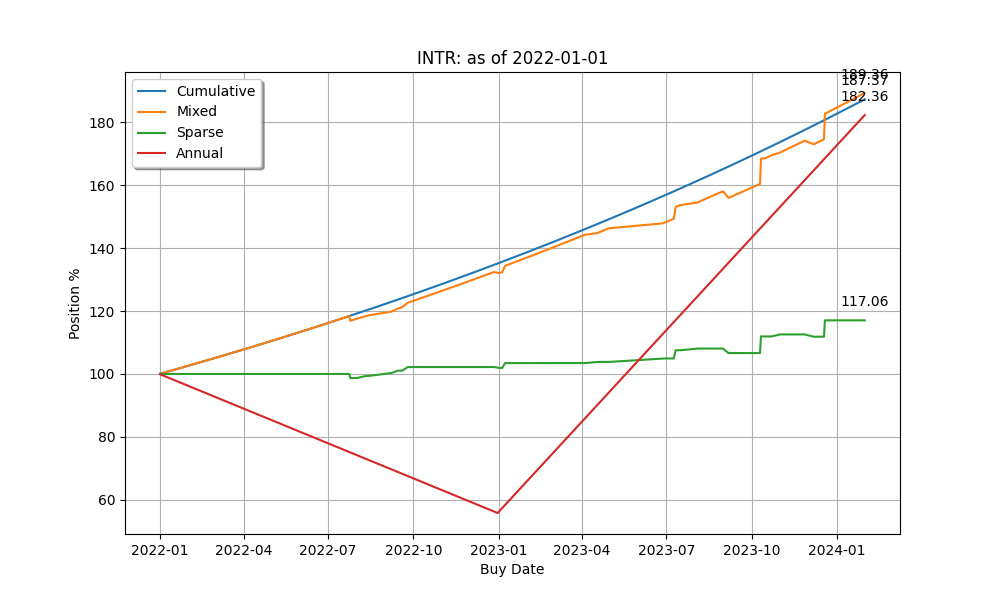 INTR: as of 2022-01-01
Cumulative
Mixed
Sparse
Annual
189.36
187.37
182.36
117.06
180
160
140
120
100
80
60
Position %
2022-01 2022-04 2022-07 2022-10 2023-01 2023-04 2023-07 2023-10 2024-01
Buy Date